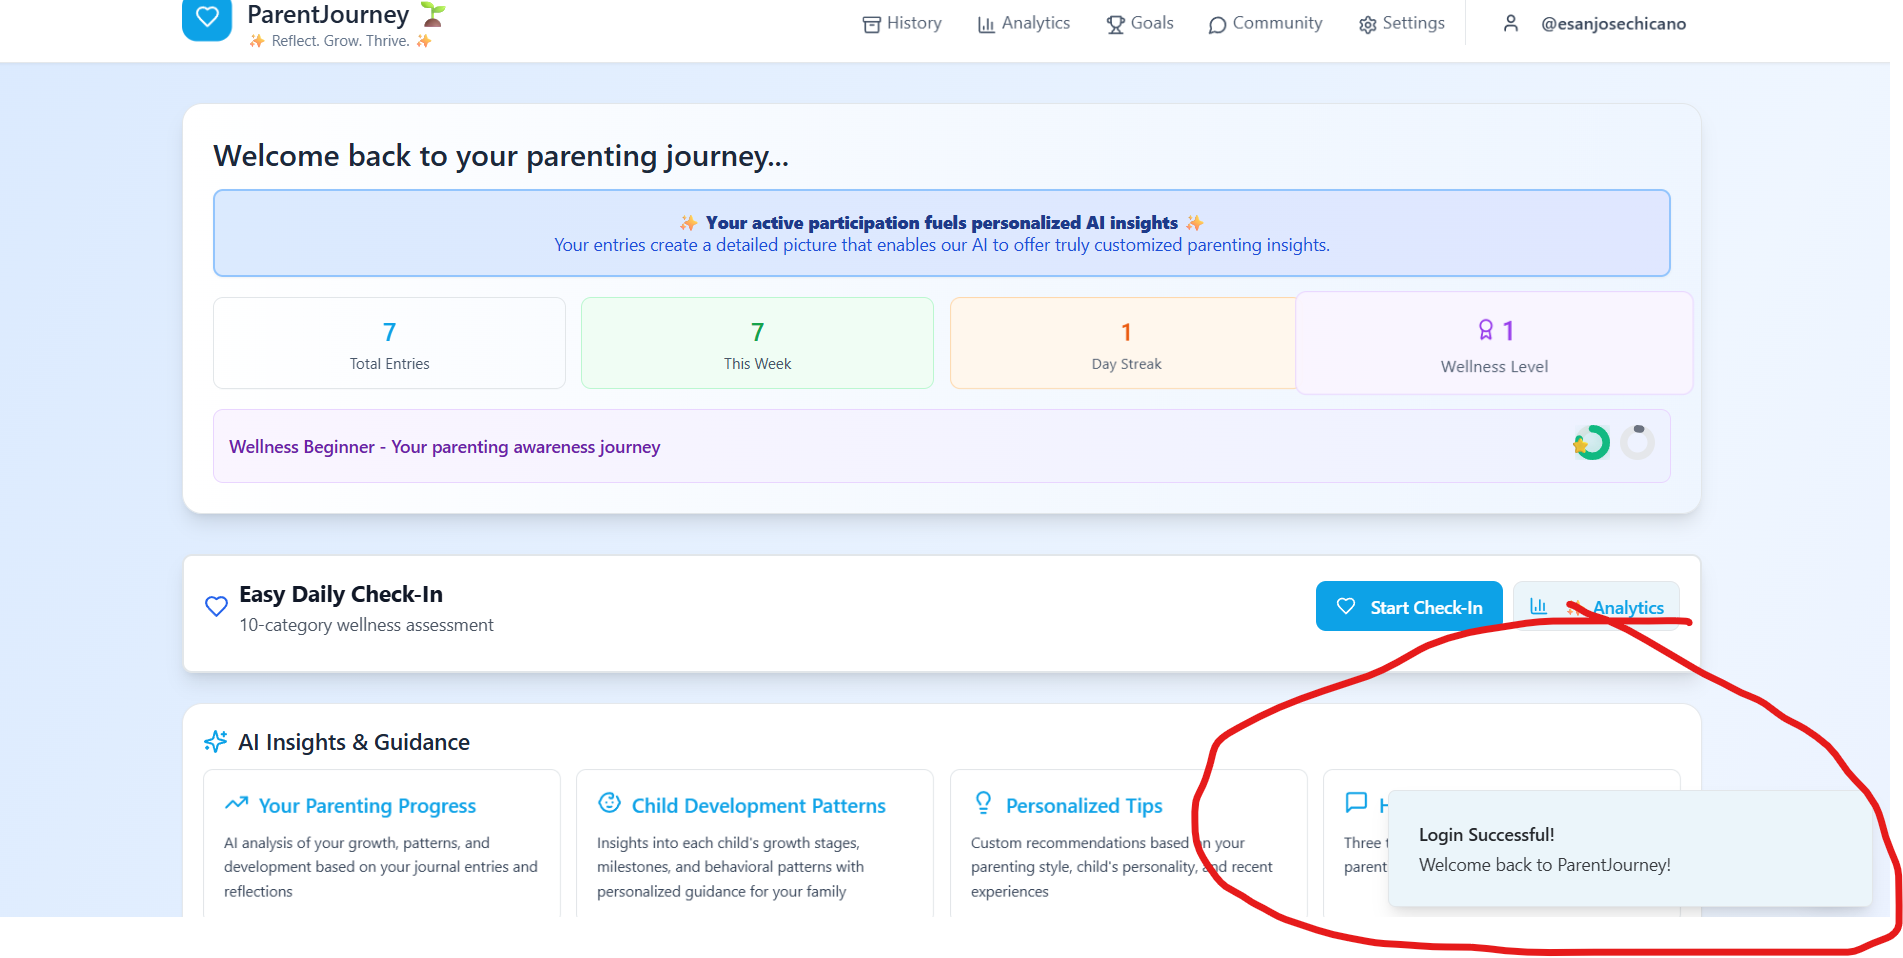 ParentJourney 🌱
✨ Reflect. Grow. Thrive. ✨
History
Analytics
Goals
Community
Settings
@esanjosechicano
Welcome back to your parenting journey...
✨ Your active participation fuels personalized AI insights ✨
Your entries create a detailed picture that enables our AI to offer truly customized parenting insights.
7
Total Entries
7
This Week
1
Day Streak
1
Wellness Level
Wellness Beginner - Your parenting awareness journey
Easy Daily Check-In
10-category wellness assessment
Start Check-In
✨ Analytics
AI Insights & Guidance
Your Parenting Progress
AI analysis of your growth, patterns, and
development based on your journal entries and
reflections
Child Development Patterns
Insights into each child's growth stages,
milestones, and behavioral patterns with
personalized guidance for your family
Personalized Tips
Custom recommendations based on your
parenting style, child's personality, and recent
experiences
Three
Login Successful!
Welcome back to ParentJourney!